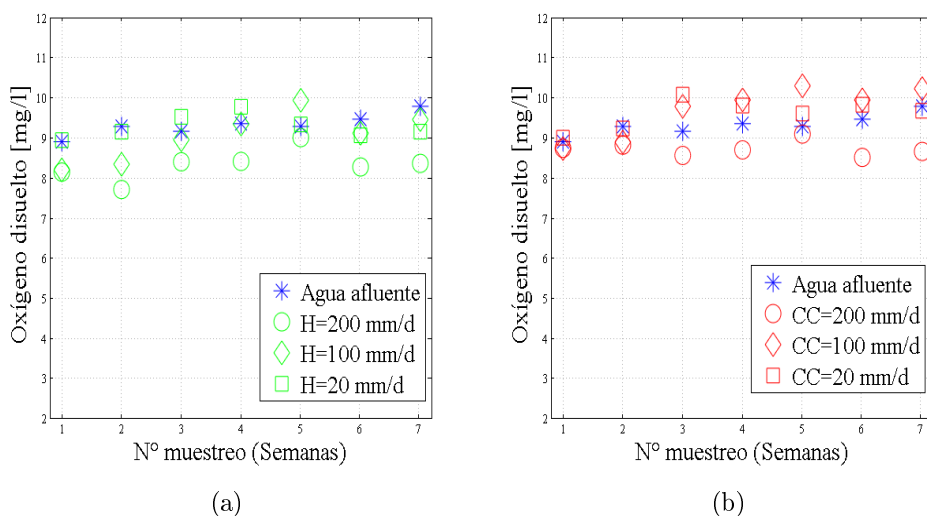 12
11
10
9
8
7
6
5
4
3
2
Oxígeno disuelto [mg/l]
Agua afluente
H=200 mm/d
H=100 mm/d
H=20 mm/d
1 2 3 4 5 6 7
N° muestreo (Semanas)
(a)
12
11
10
9
8
7
6
5
4
3
2
Oxígeno disuelto [mg/l]
Agua afluente
CC=200 mm/d
CC=100 mm/d
CC=20 mm/d
1 2 3 4 5 6 7
N° muestreo (Semanas)
(b)